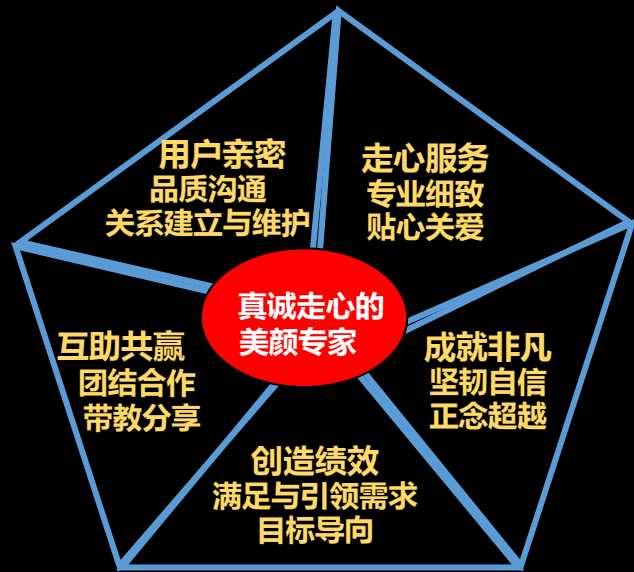 用户亲密
品质沟通
关系建立与维护
走心服务
专业细致
贴心关爱
真诚走心的
美颜专家
互助共赢
团结合作
带教分享
成就非凡
坚韧自信
正念超越
创造绩效
满足与引领需求
目标导向